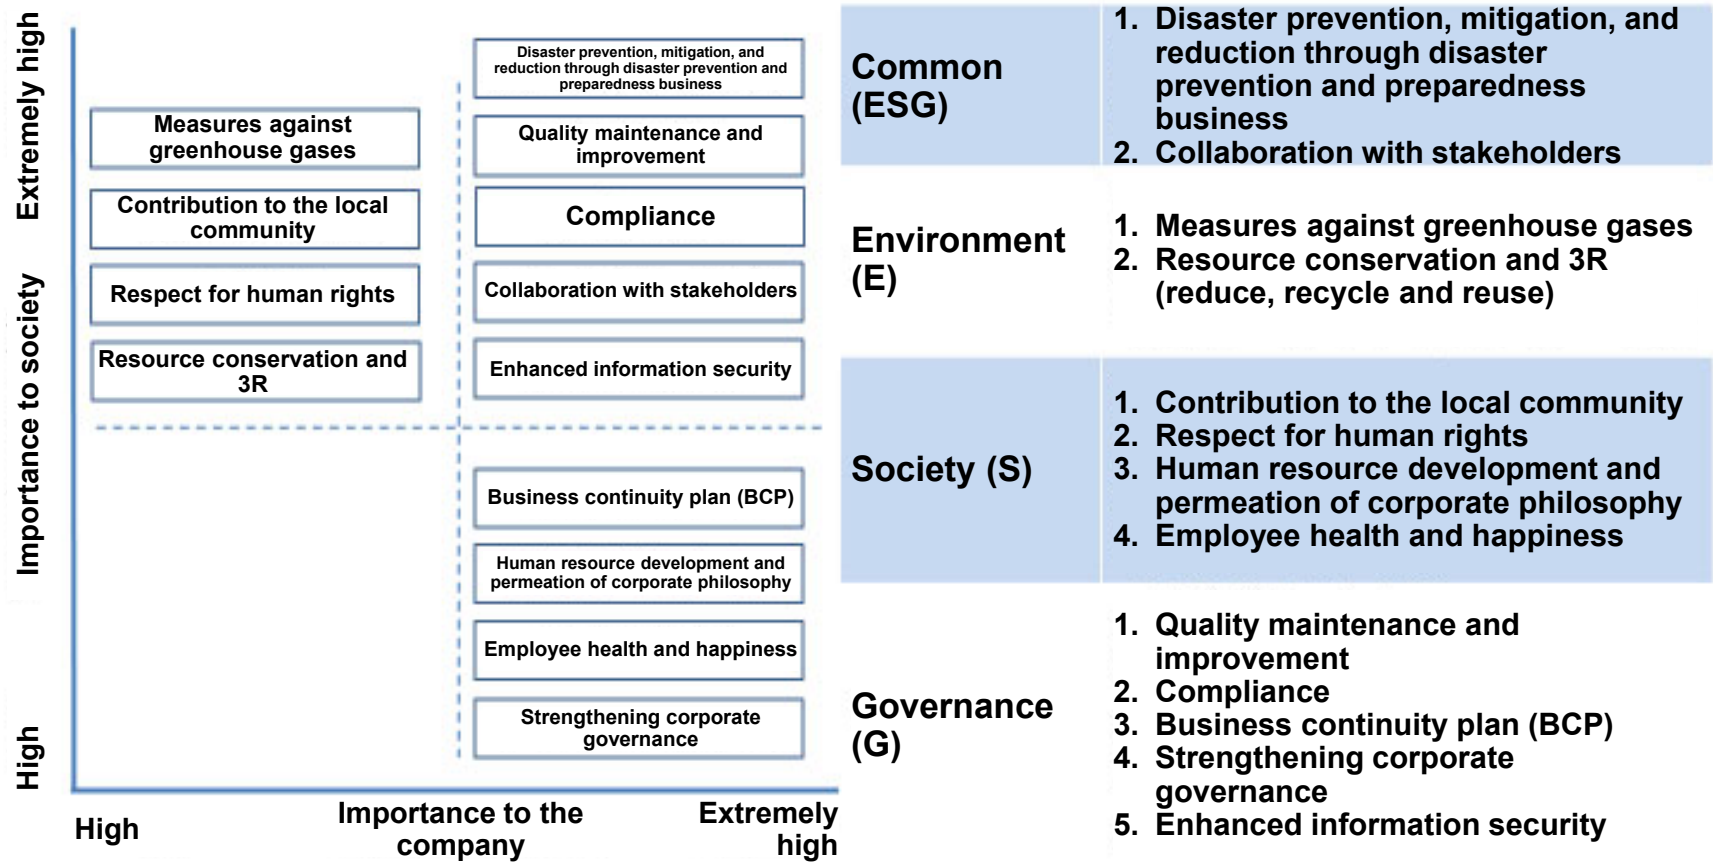 Extremely high
Importance to society
High
Disaster prevention, mitigation, and
reduction through disaster prevention and
preparedness business
Measures against
greenhouse gases
Quality maintenance and
improvement
Contribution to the local
community
Compliance
Respect for human rights
Collaboration with stakeholders
Resource conservation and
3R
Enhanced information security
Business continuity plan (BCP)
Human resource development and
permeation of corporate philosophy
Employee health and happiness
Strengthening corporate
governance
High
Importance to the
company
Extremely
high
Common
(ESG)
1. Disaster prevention, mitigation, and
reduction through disaster
prevention and preparedness
business
2. Collaboration with stakeholders
Environment
(E)
1. Measures against greenhouse gases
2. Resource conservation and 3R
(reduce, recycle and reuse)
Society (S)
1. Contribution to the local community
2. Respect for human rights
3. Human resource development and
permeation of corporate philosophy
4. Employee health and happiness
Governance
(G)
1. Quality maintenance and
improvement
2. Compliance
3. Business continuity plan (BCP)
4. Strengthening corporate
governance
5. Enhanced information security